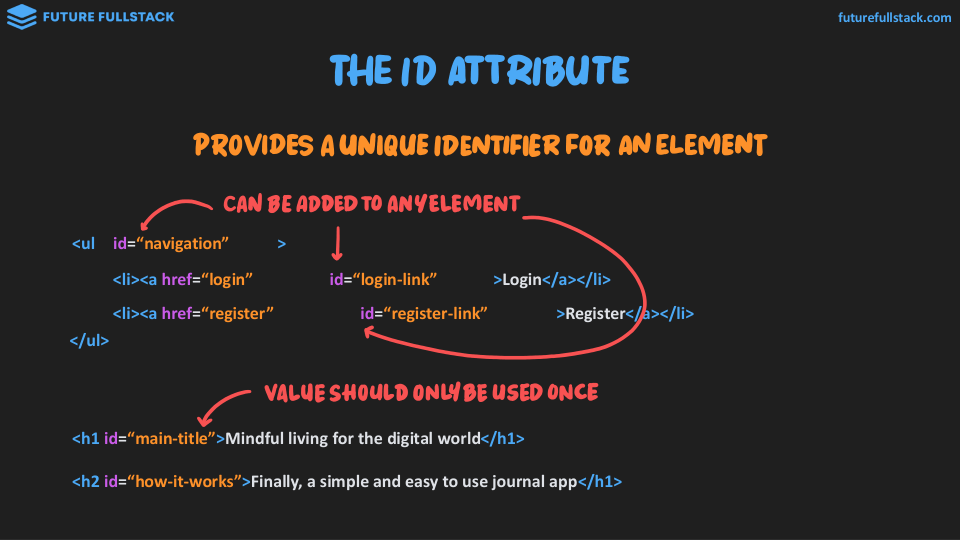 FUTURE FULLSTACK
futurefullstack.com
THE ID ATTRIBUTE
PROVIDES A UNIQUE IDENTIFIER FOR AN ELEMENT
CAN BE ADDED TO ANY ELEMENT
<ul id=“navigation” >
<li><a href=“login” id=“login-link” >Login</a></li>
<li><a href=“register” id=“register-link” >Register</a></li>
</ul>
VALUE SHOULD ONLY BE USED ONCE
<h1 id=“main-title”>Mindful living for the digital world</h1>
<h2 id=“how-it-works”>Finally, a simple and easy to use journal app</h1>